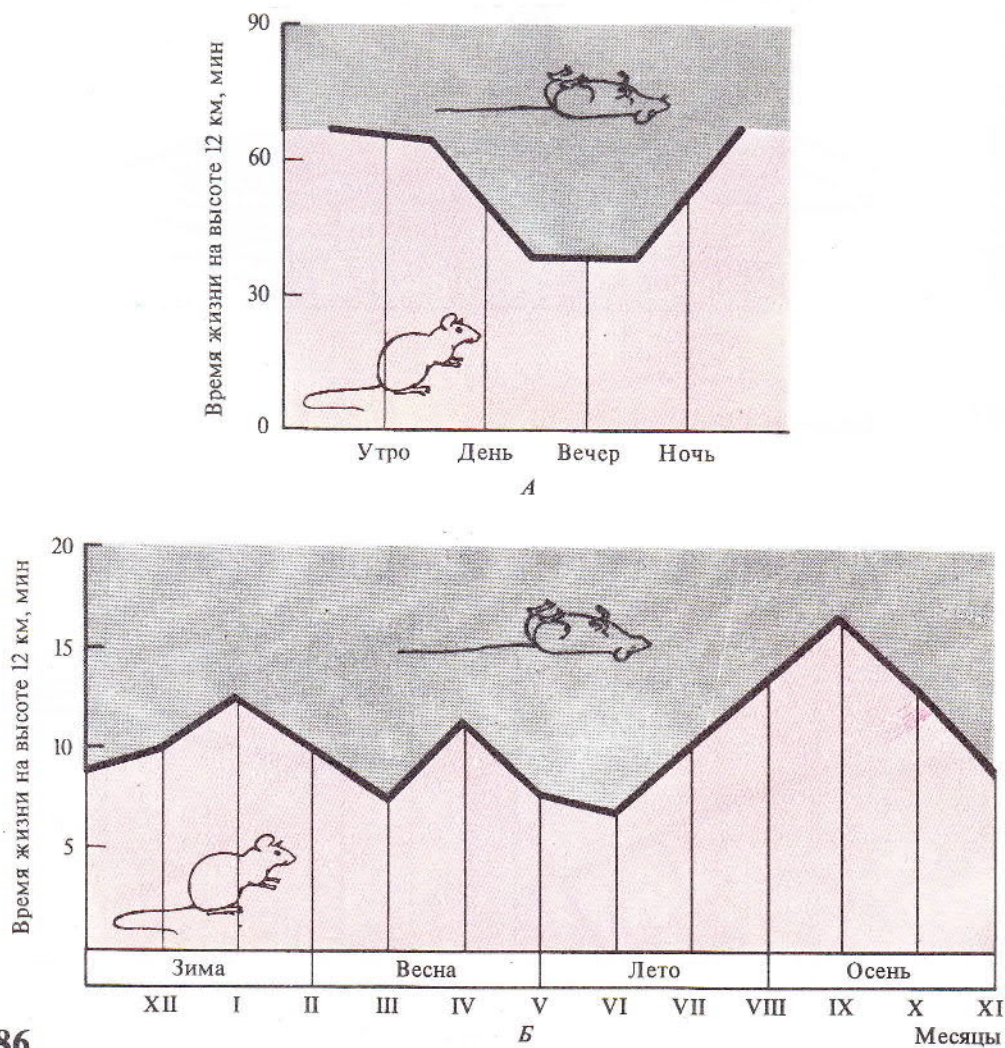 Время жизни на высоте 12 км, мин
90
60
30
0
Утро День Вечер Ночь
А
Время жизни на высоте 12 км, мин
20
15
10
5
Зима Весна Лето Осень
XII I II III IV V VI VII VIII IX X XI
Б
Месяцы
86